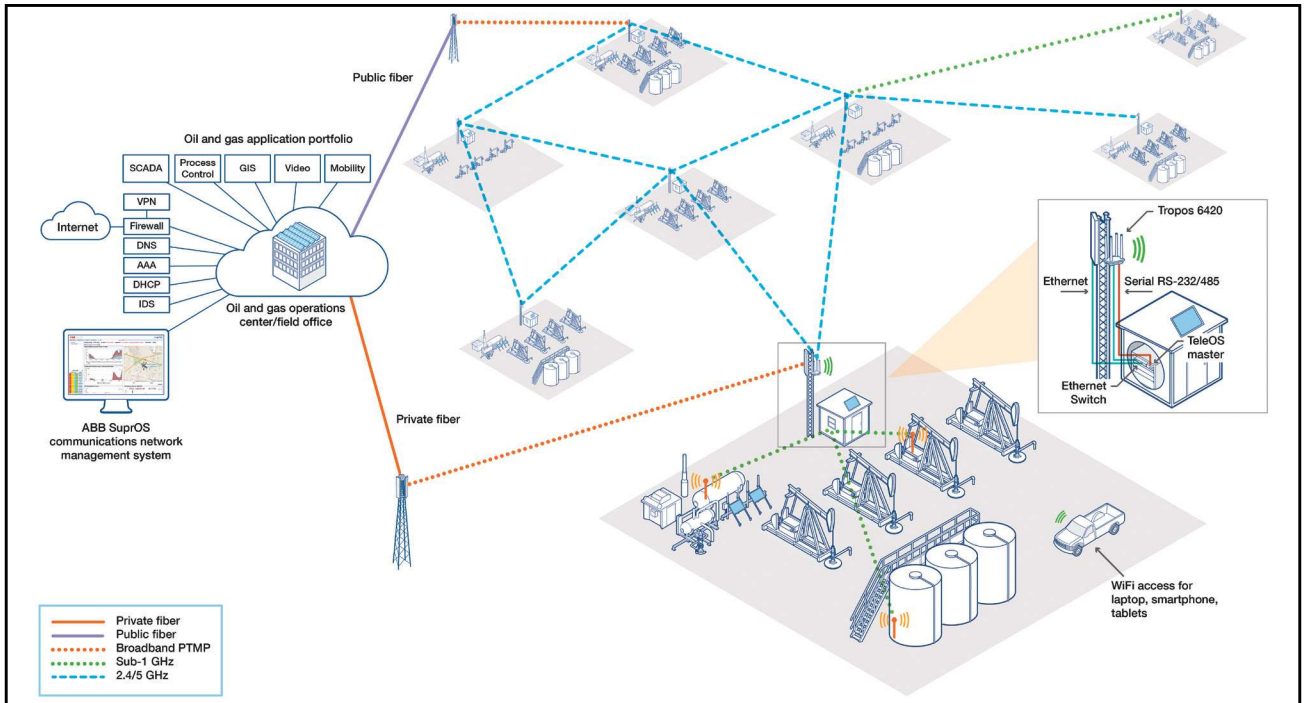 Public fiber
Oil and gas application portfolio
SCADA
Process
Control
GIS
Video
Mobility
VPN
Internet
Firewall
DNS
AAA
DHCP
IDS
Oil and gas operations
center/field office
ABB SuprOS
communications network
management system
Private fiber
Tropos 6420
Ethernet
Serial RS-232/485
TeleOS
master
Ethernet
Switch
WiFi access for
laptop, smartphone,
tablets
Private fiber
Public fiber
Broadband PTMP
Sub-1 GHz
2.4/5 GHz